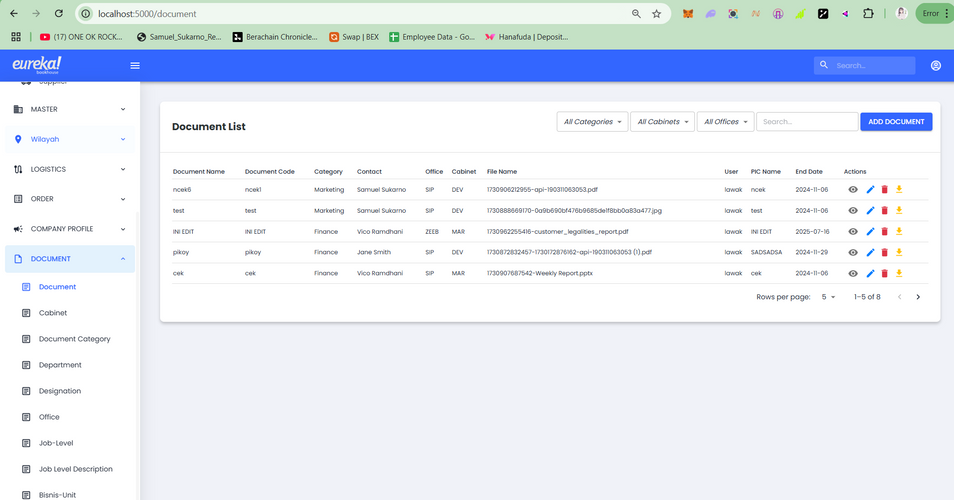 localhost:5000/document
Error
(17) ONE OK ROCK...
Samuel_Sukarno_Re...
Berachain Chronicle...
Swap | BEX
Employee Data - Go...
Hanafuda | Deposit...
eureka!
bookhouse
Search...
Supplier
MASTER
Wilayah
LOGISTICS
ORDER
COMPANY PROFILE
DOCUMENT
Document
Cabinet
Document Category
Department
Designation
Office
Job-Level
Job Level Description
Bisnis-Unit
Document List
All Categories
All Cabinets
All Offices
Search...
ADD DOCUMENT
Document Name Document Code Category Contact Office Cabinet File Name User PIC Name End Date Actions
ncek6 ncek1 Marketing Samuel Sukarno SIP DEV 1730906212955-api-190311063053.pdf lawak ncek 2024-11-06
test test Marketing Samuel Sukarno SIP DEV 1730888669170-0a9b690bf476b9685de1f8bb0a83a477.jpg lawak test 2024-11-06
INI EDIT INI EDIT Finance Vico Ramdhani ZEEB MAR 1730962255416-customer_legalities_report.pdf lawak INI EDIT 2025-07-16
pikoy pikoy Finance Jane Smith SIP DEV 1730872832457-1730172876162-api-190311063053 (1).pdf lawak SADSADSA 2024-11-29
cek cek Finance Vico Ramdhani SIP MAR 1730907687542-Weekly Report.pptx lawak cek 2024-11-06
Rows per page: 5 1–5 of 8